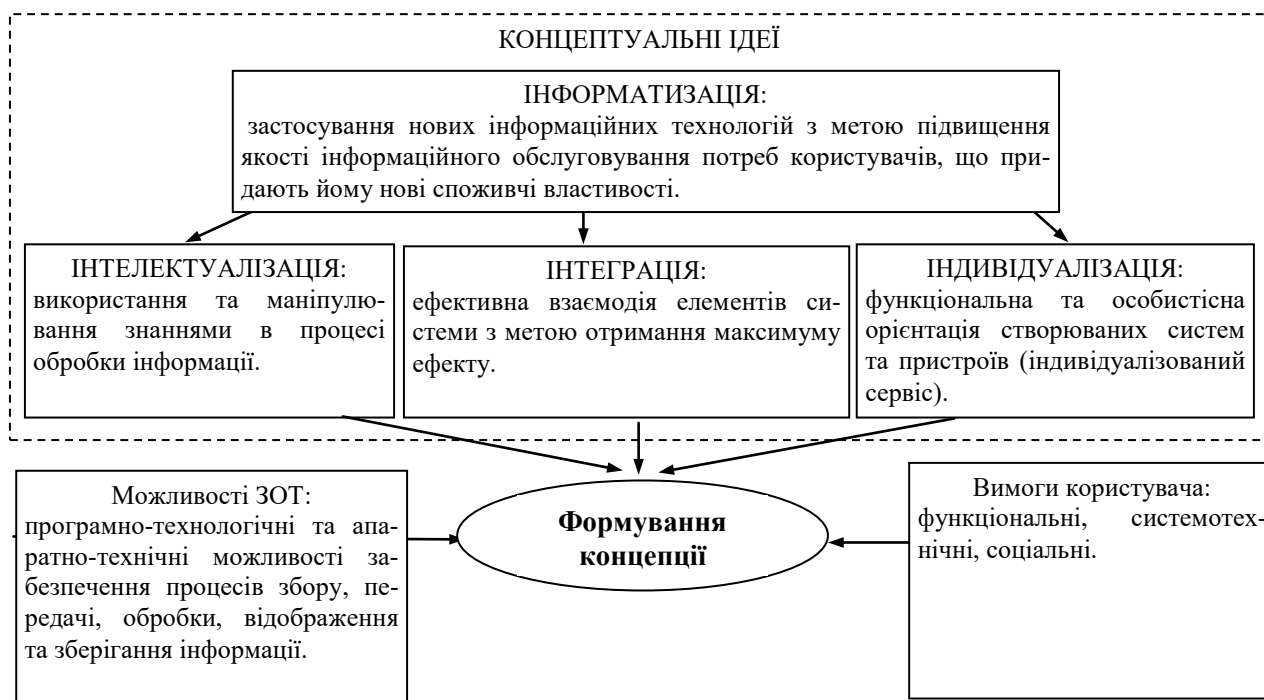 КОНЦЕПТУАЛЬНІ ІДЕЇ
ІНФОРМАТИЗАЦІЯ:
застосування нових інформаційних технологій з метою підвищення
якості інформаційного обслуговування потреб користувачів, що при-
дають йому нові споживчі властивості.
ІНТЕЛЕКТУАЛІЗАЦІЯ:
використання та маніпулю-
вання знаннями в процесі
обробки інформації.
ІНТЕГРАЦІЯ:
ефективна взаємодія елементів си-
стеми з метою отримання максимуму
ефекту.
ІНДИВІДУАЛІЗАЦІЯ:
функціональна та особистісна
орієнтація створюваних систем
та пристроїв (індивідуалізований
сервіс).
Можливості ЗОТ:
програмно-технологічні та апа-
ратно-технічні можливості за-
безпечення процесів збору, пе-
редачі, обробки, відображення
та зберігання інформації.
Формування
концепції
Вимоги користувача:
функціональні, системотех-
нічні, соціальні.